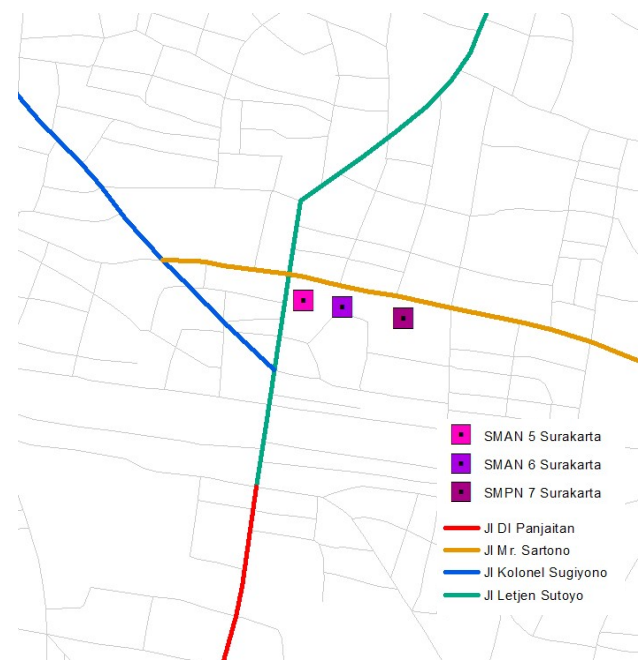 SMAN 5 Surakarta
SMAN 6 Surakarta
SMPN 7 Surakarta
Jl DI Panjaitan
Jl Mr. Sartono
Jl Kolonel Sugiyono
Jl Letjen Sutoyo